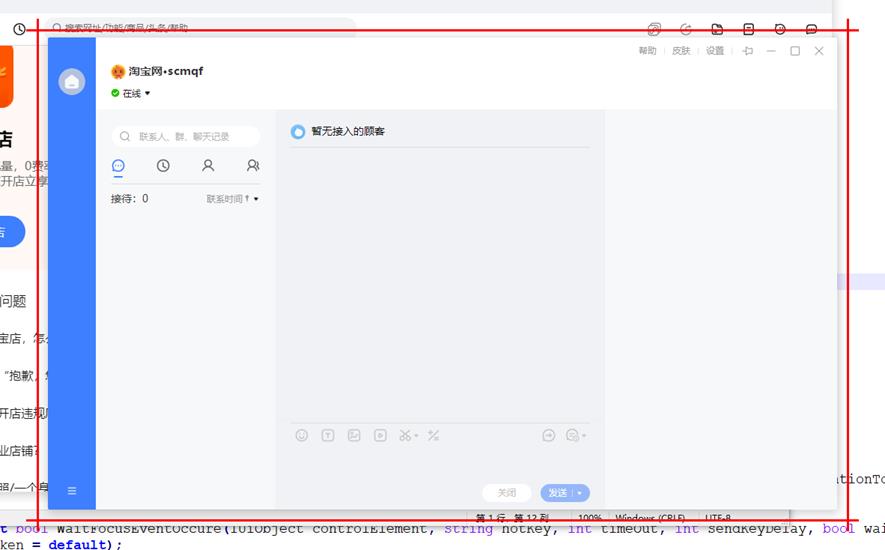 搜索网址/功能/商品/头条/帮助
帮助 皮肤 设置
淘宝网•scmqf
在线
店
联系人、群、聊天记录
暂无接入的顾客
量，0费率
开店立享
接待：0
联系时间
店
问题
宝店，怎么
“抱歉，
开店违规
业店铺？
关闭 发送
第 1 行，第 12 列 100% Windows (CRLF) UTF-8
t bool WaitFocusEventOccure(IUiObject controlElement, string hotKey, int timeOut, int sendKeyDelay, bool wai
ken = default);